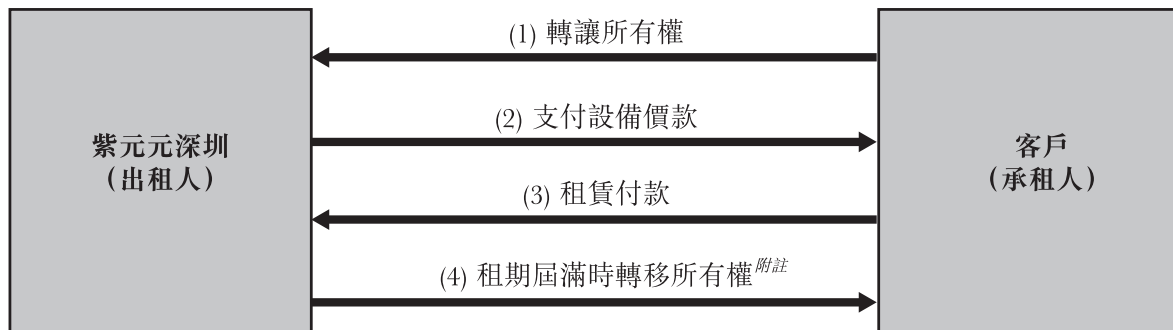 (1) 轉讓所有權
(2) 支付設備價款
紫元元深圳
(出租人)
客戶
(承租人)
(3) 租賃付款
(4) 租期屆滿時轉移所有權附註